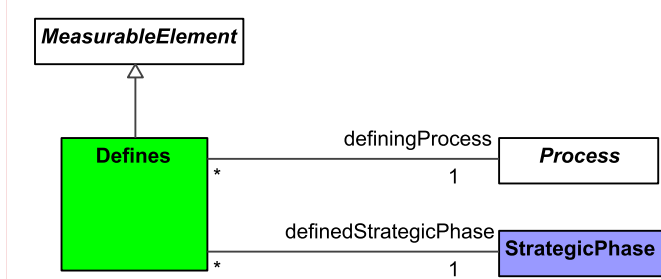 MeasurableElement
definingProcess
Defines
Process
*
1
definedStrategicPhase
StrategicPhase
*
1